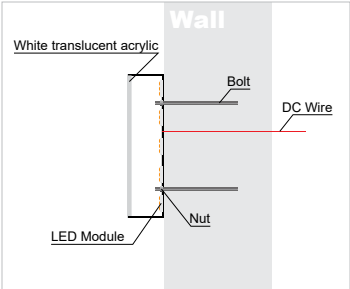 Wall
White translucent acrylic
Bolt
DC Wire
Nut
LED Module